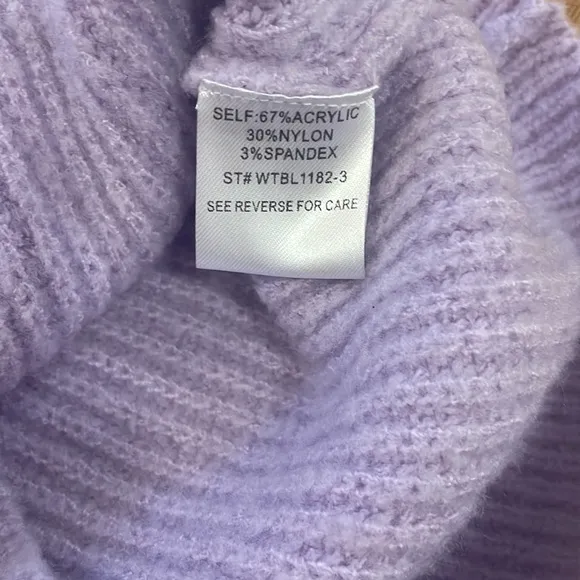 SELF:67%ACRYLIC
30%NYLON
3%SPANDEX
ST# WTBL1182-3
SEE REVERSE FOR CARE